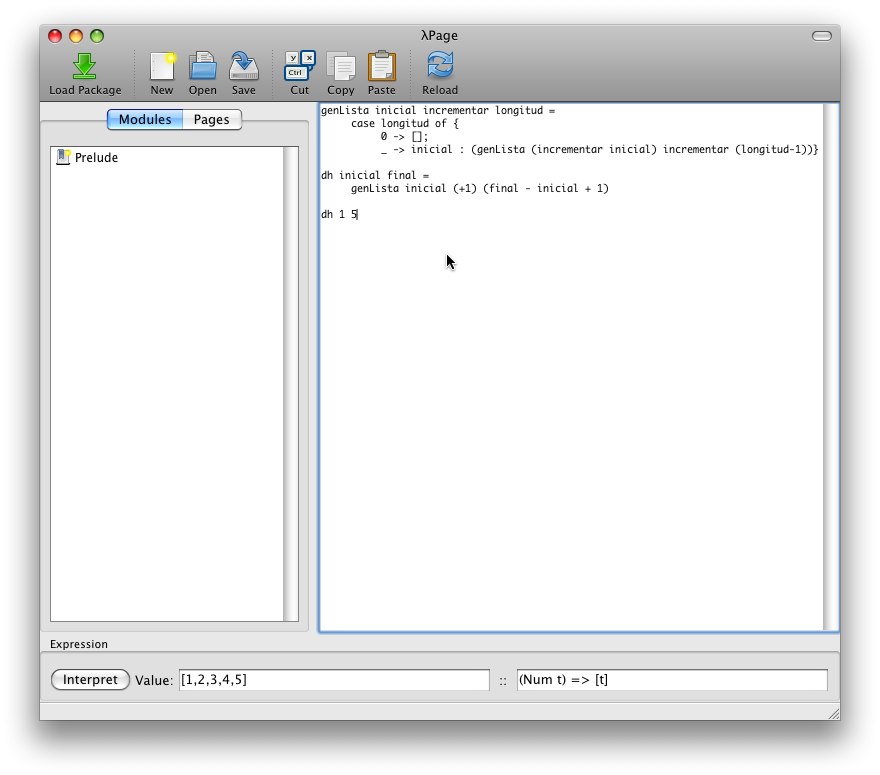 λPage
Load Package New Open Save Cut Copy Paste Reload
y x
Ctrl
Modules Pages
Prelude
genLista inicial incrementar longitud =
case longitud of {
0 -> [];
_ -> inicial : (genLista (incrementar inicial) incrementar (longitud-1))}
dh inicial final =
genLista inicial (+1) (final - inicial + 1)
dh 1 5
Expression
Interpret Value: [1,2,3,4,5] :: (Num t) => [t]